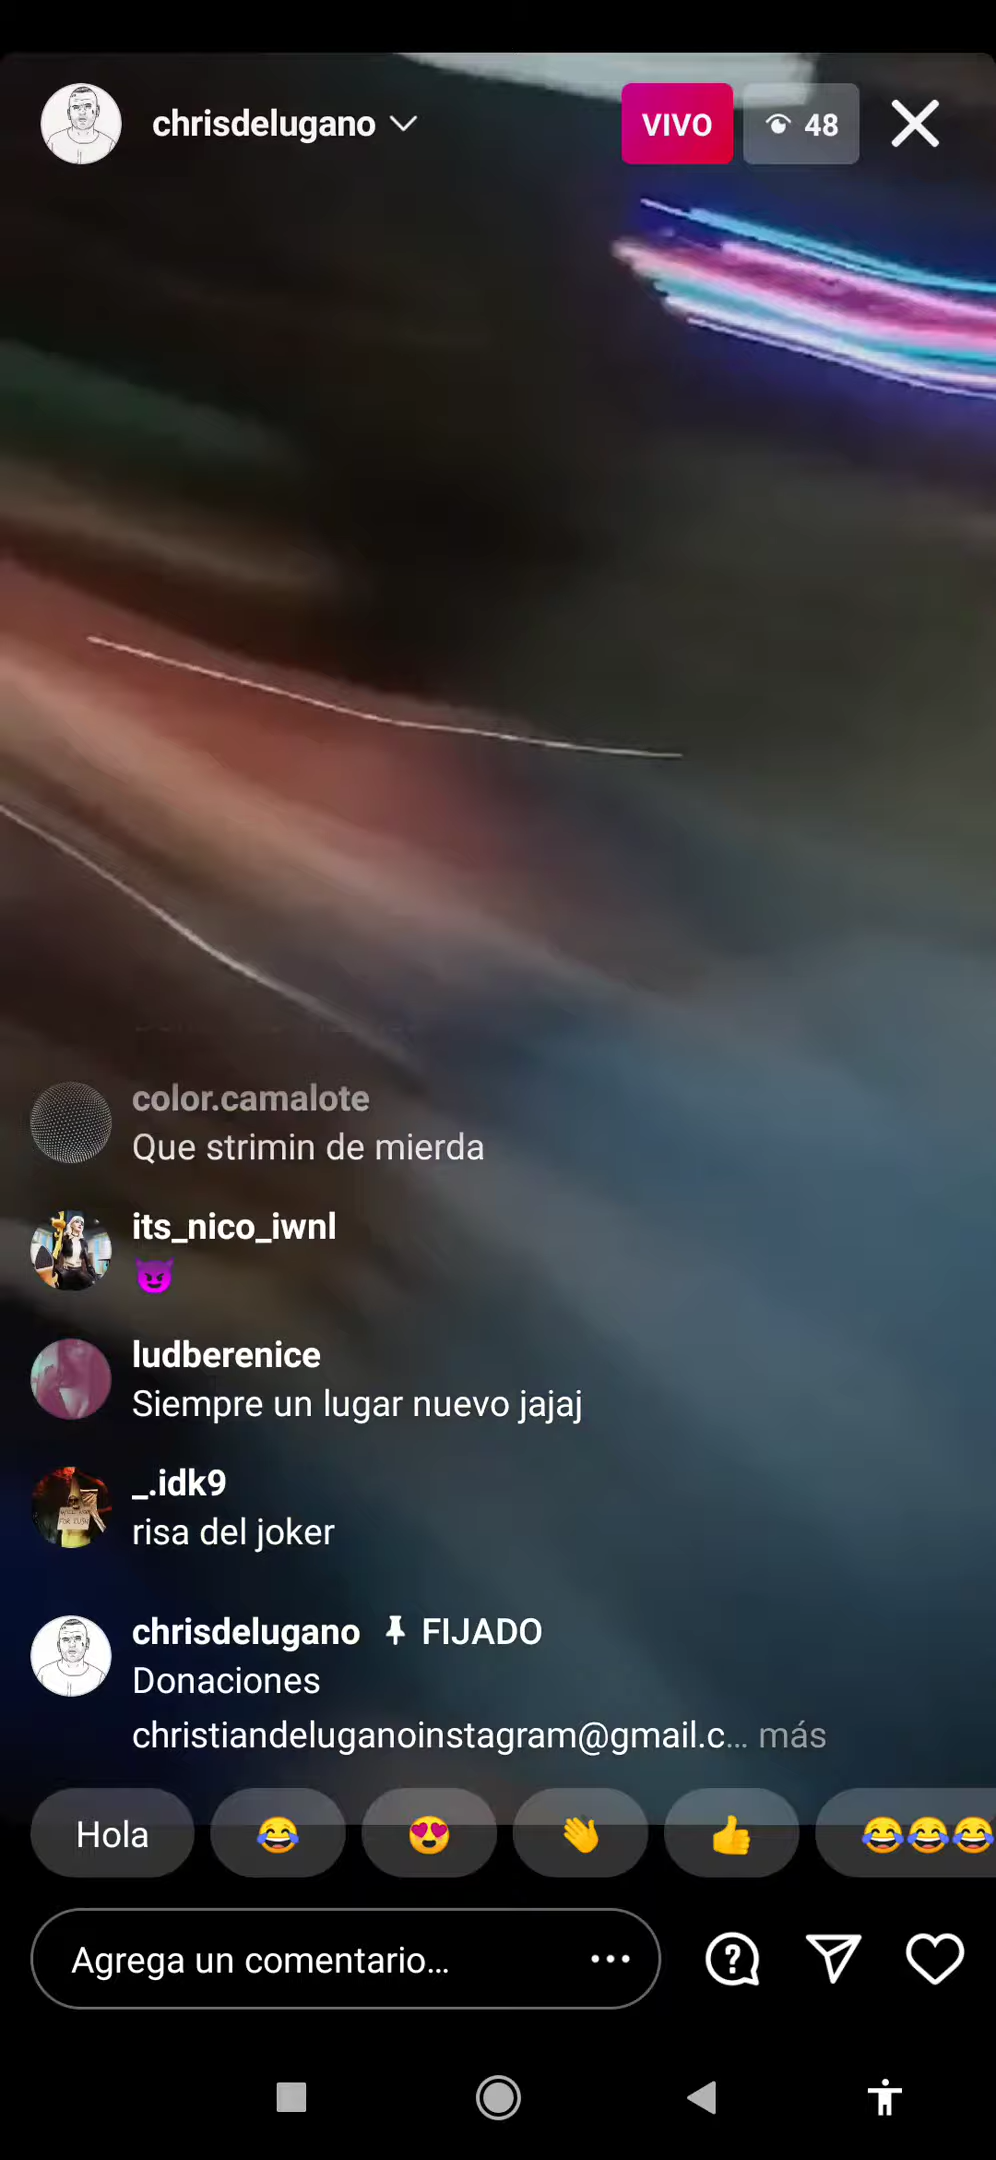 chrisdelugano
VIVO
48
color.camalote
Que strimin de mierda
its_nico_iwnl
😈
ludberenice
Siempre un lugar nuevo jajaj
_.idk9
risa del joker
chrisdelugano FIJADO
Donaciones
christiandeluganoinstagram@gmail.c... más
Hola 😂 😍 👋 👍 😂😂😂
Agrega un comentario...